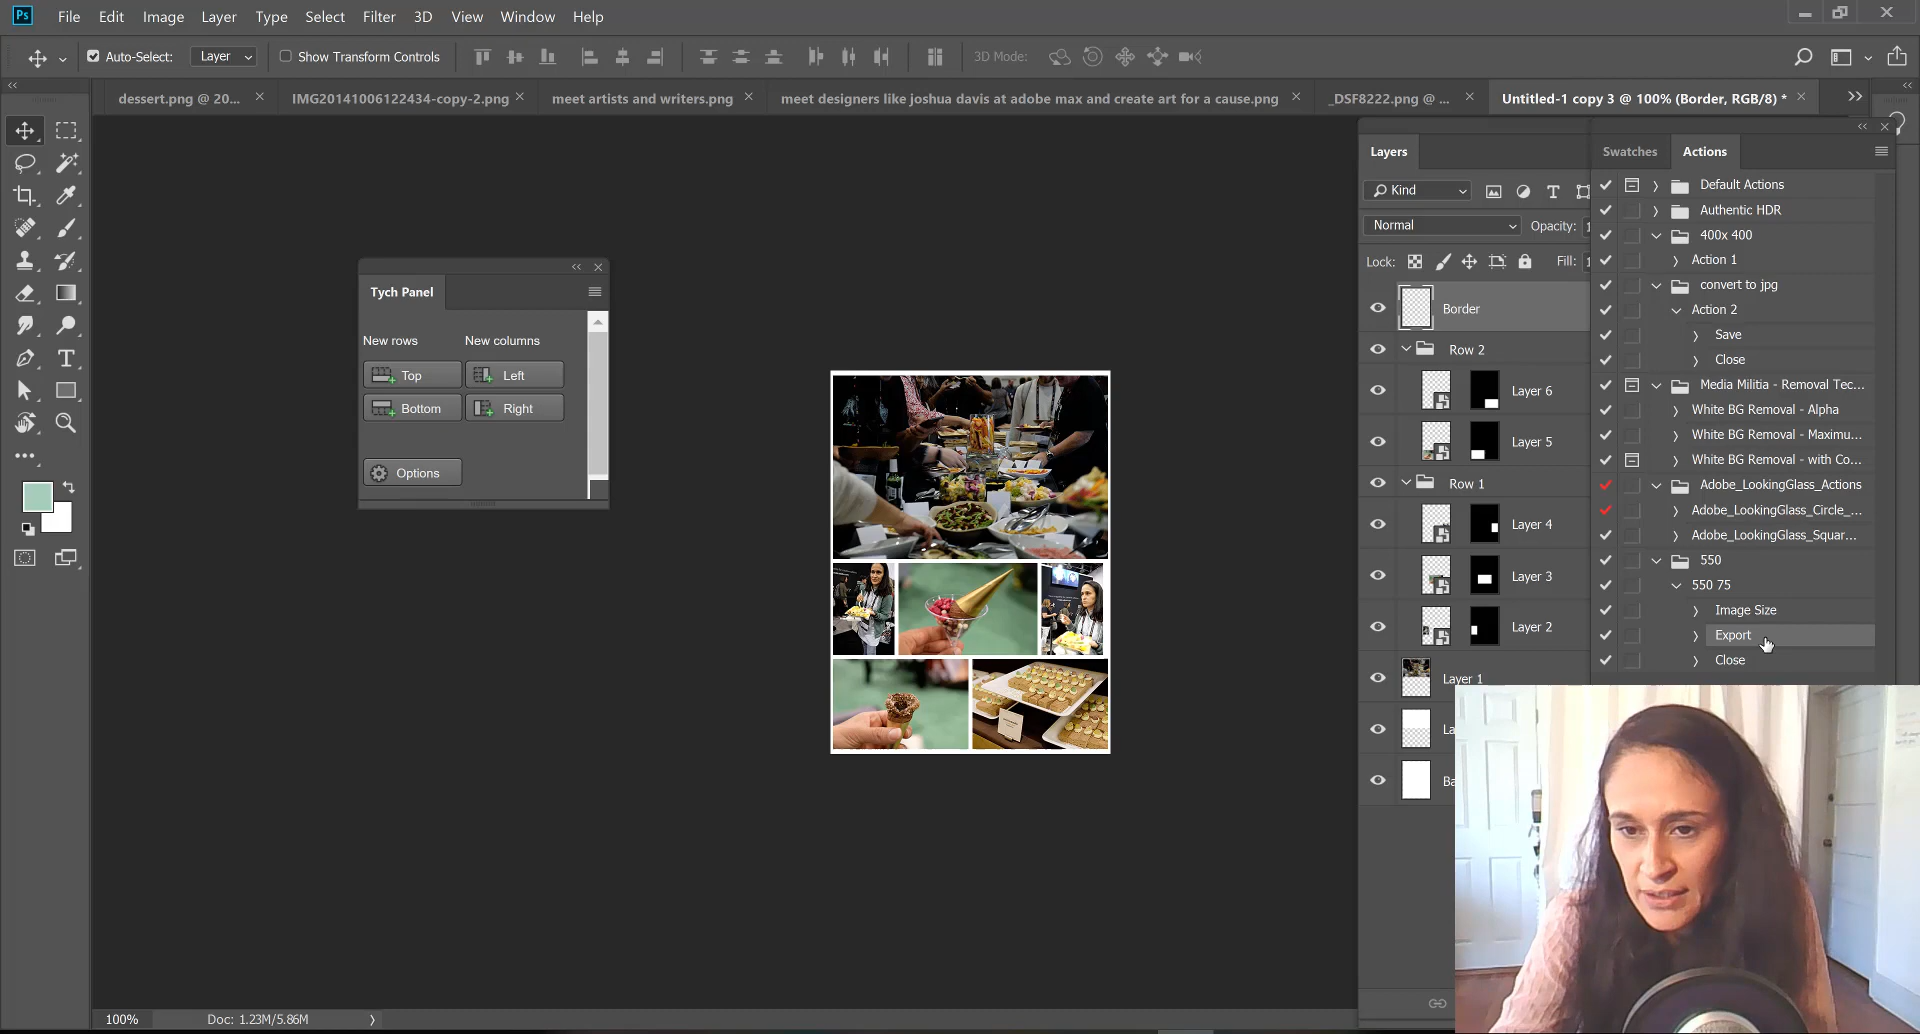 Ps File Edit Image Layer Type Select Filter 3D View Window Help
Auto-Select: Layer Show Transform Controls 3D Mode:
dessert.png @ 20... IMG20141006122434-copy-2.png meet artists and writers.png meet designers like joshua davis at adobe max and create art for a cause.png _DSF8222.png @ ... Untitled-1 copy 3 @ 100% (Border, RGB/8) *
Layers
Kind
Normal Opacity:
Lock: Fill:
Border
Row 2
Layer 6
Layer 5
Row 1
Layer 4
Layer 3
Layer 2
Layer 1
La
Ba
Swatches Actions
Default Actions
Authentic HDR
400x 400
Action 1
convert to jpg
Action 2
Save
Close
Media Militia - Removal Tec...
White BG Removal - Alpha
White BG Removal - Maximu...
White BG Removal - with Co...
Adobe_LookingGlass_Actions
Adobe_LookingGlass_Circle_...
Adobe_LookingGlass_Squar...
550
550 75
Image Size
Export
Close
Tych Panel
New rows New columns
Top Left
Bottom Right
Options
100% Doc: 1.23M/5.86M